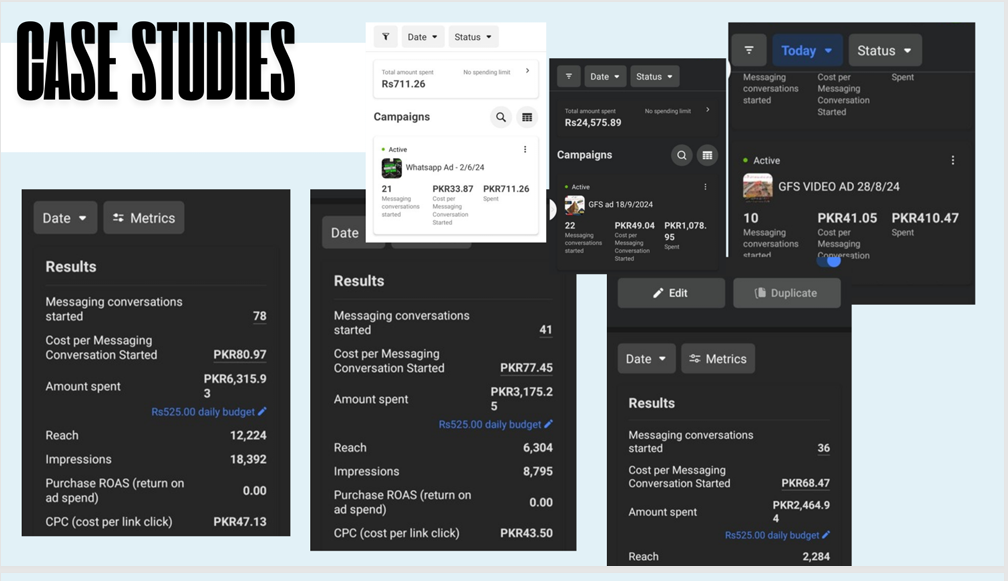 CASE STUDIES
Date
Status
Total amount spent
No spending limit
Rs711.26
Campaigns
Active
Whatsapp Ad - 2/6/24
21
PKR33.87
PKR711.26
Messaging conversations started
Cost per Messaging Conversation Started
Spent
Date
Status
Total amount spent
No spending limit
Rs24,575.89
Campaigns
Active
GFS ad 18/9/2024
22
PKR49.04
PKR1,078.95
Messaging conversations started
Cost per Messaging Conversation Started
Spent
Today
Status
Messaging conversations started
Cost per Messaging Conversation Started
Spent
Active
GFS VIDEO AD 28/8/24
10
PKR41.05
PKR410.47
Messaging conversations started
Cost per Messaging Conversation
Spent
Date
Metrics
Results
Messaging conversations started
78
Cost per Messaging Conversation Started
PKR80.97
Amount spent
PKR6,315.93
Rs525.00 daily budget
Reach
12,224
Impressions
18,392
Purchase ROAS (return on ad spend)
0.00
CPC (cost per link click)
PKR47.13
Date
Results
Messaging conversations started
41
Cost per Messaging Conversation Started
PKR77.45
Amount spent
PKR3,175.25
Rs525.00 daily budget
Reach
6,304
Impressions
8,795
Purchase ROAS (return on ad spend)
0.00
CPC (cost per link click)
PKR43.50
Edit
Duplicate
Date
Metrics
Results
Messaging conversations started
36
Cost per Messaging Conversation Started
PKR68.47
Amount spent
PKR2,464.94
Rs525.00 daily budget
Reach
2,284